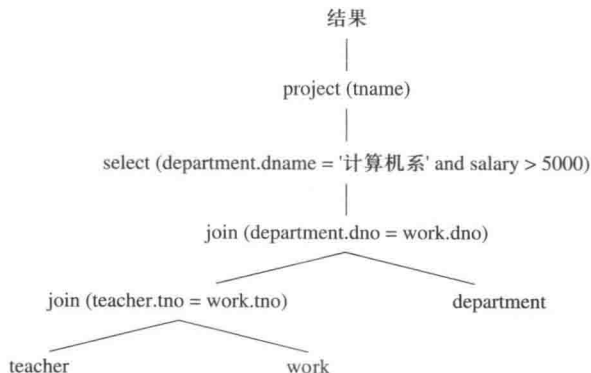 结果
project (tname)
select (department.dname = '计算机系' and salary > 5000)
join (department.dno = work.dno)
join (teacher.tno = work.tno)
department
teacher
work